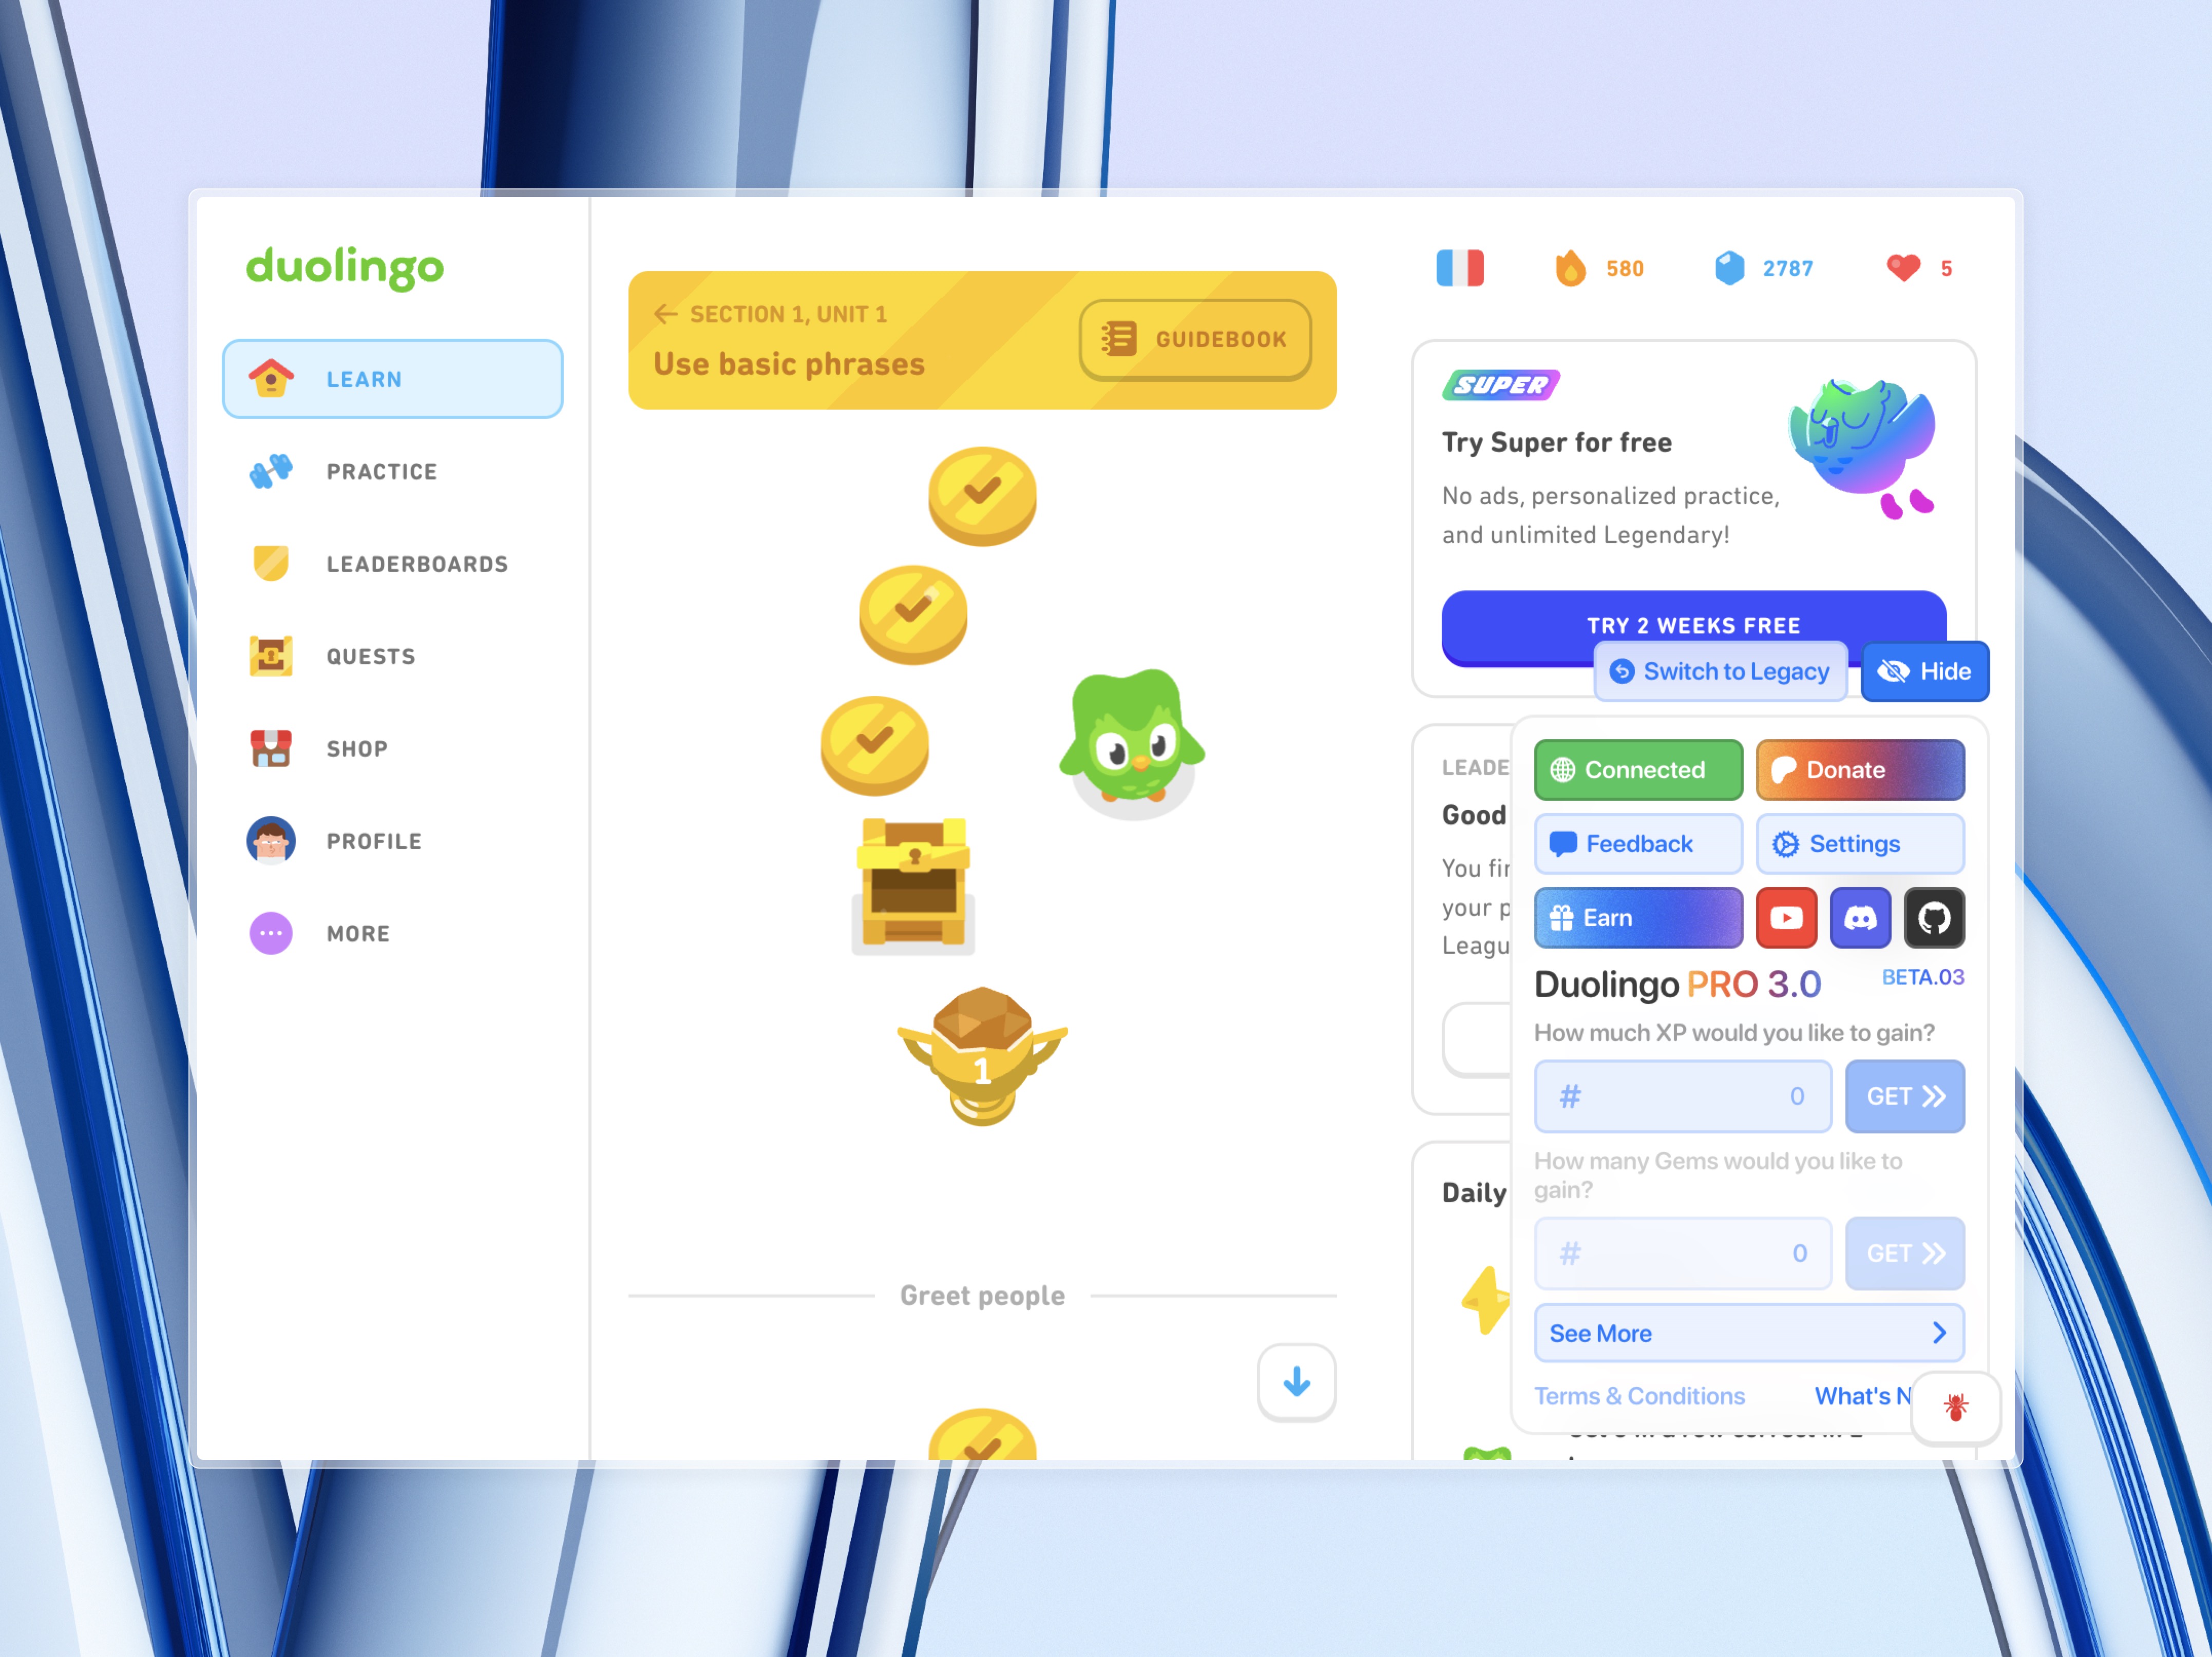 duolingo
LEARN
PRACTICE
LEADERBOARDS
QUESTS
SHOP
PROFILE
MORE
SECTION 1, UNIT 1
Use basic phrases
GUIDEBOOK
1
Greet people
580
2787
5
SUPER
Try Super for free
No ads, personalized practice,
and unlimited Legendary!
TRY 2 WEEKS FREE
Switch to Legacy
Hide
Good
Connected
Donate
Feedback
Settings
Earn
Duolingo PRO 3.0
BETA.03
How much XP would you like to gain?
# 0
GET
How many Gems would you like to
gain?
# 0
GET
See More
Terms & Conditions
What's
You
your
Daily